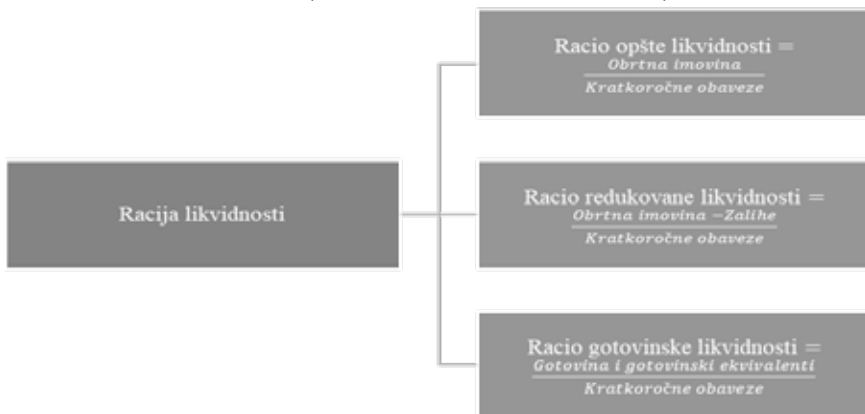 Racija likvidnosti
Racio opšte likvidnosti =
Obrtna imovina
Kratkoročne obaveze
Racio redukovane likvidnosti =
Obrtna imovina −Zalihe
Kratkoročne obaveze
Racio gotovinske likvidnosti =
Gotovina i gotovinski ekvivalenti
Kratkoročne obaveze